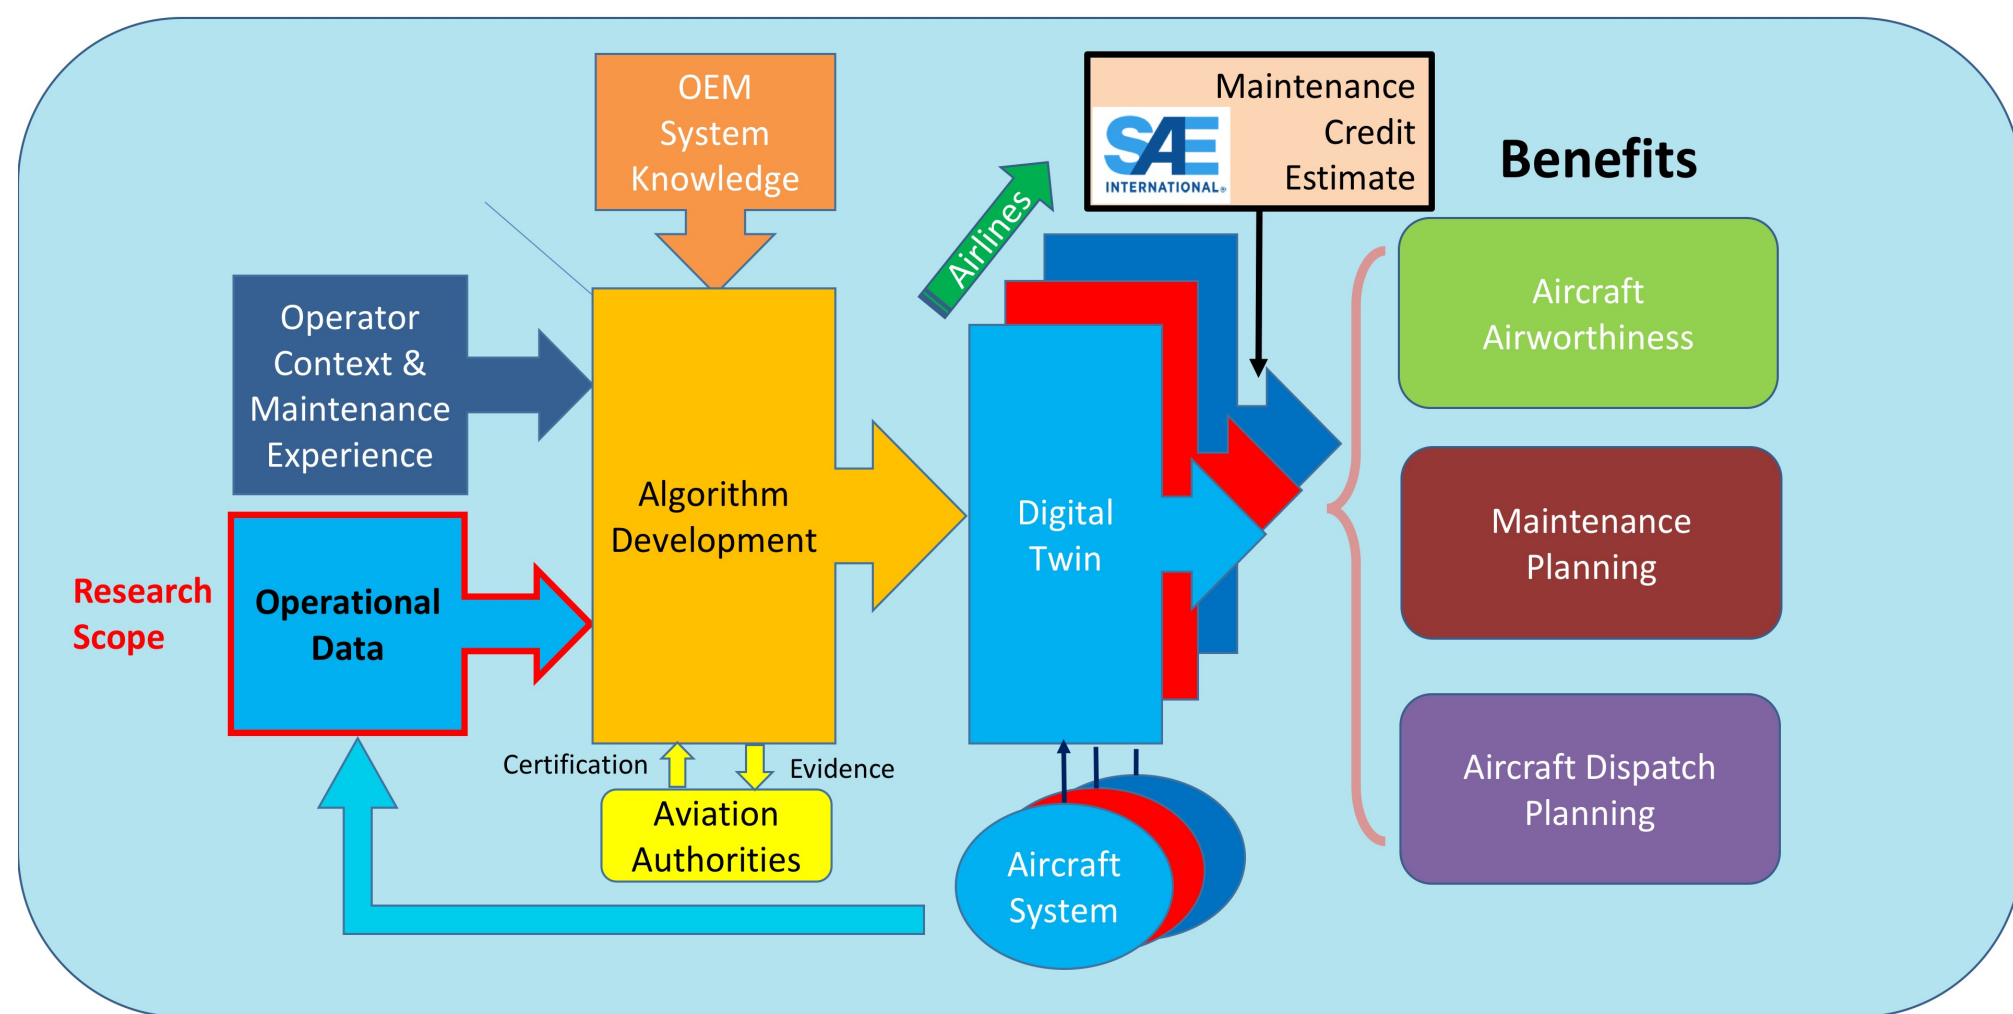 OEM
System
Knowledge
Maintenance
Credit
Estimate
SAE
INTERNATIONAL®
Benefits
Airlines
Operator
Context &
Maintenance
Experience
Aircraft
Airworthiness
Algorithm
Development
Digital
Twin
Maintenance
Planning
Research
Scope
Operational
Data
Certification
Evidence
Aviation
Authorities
Aircraft
System
Aircraft Dispatch
Planning